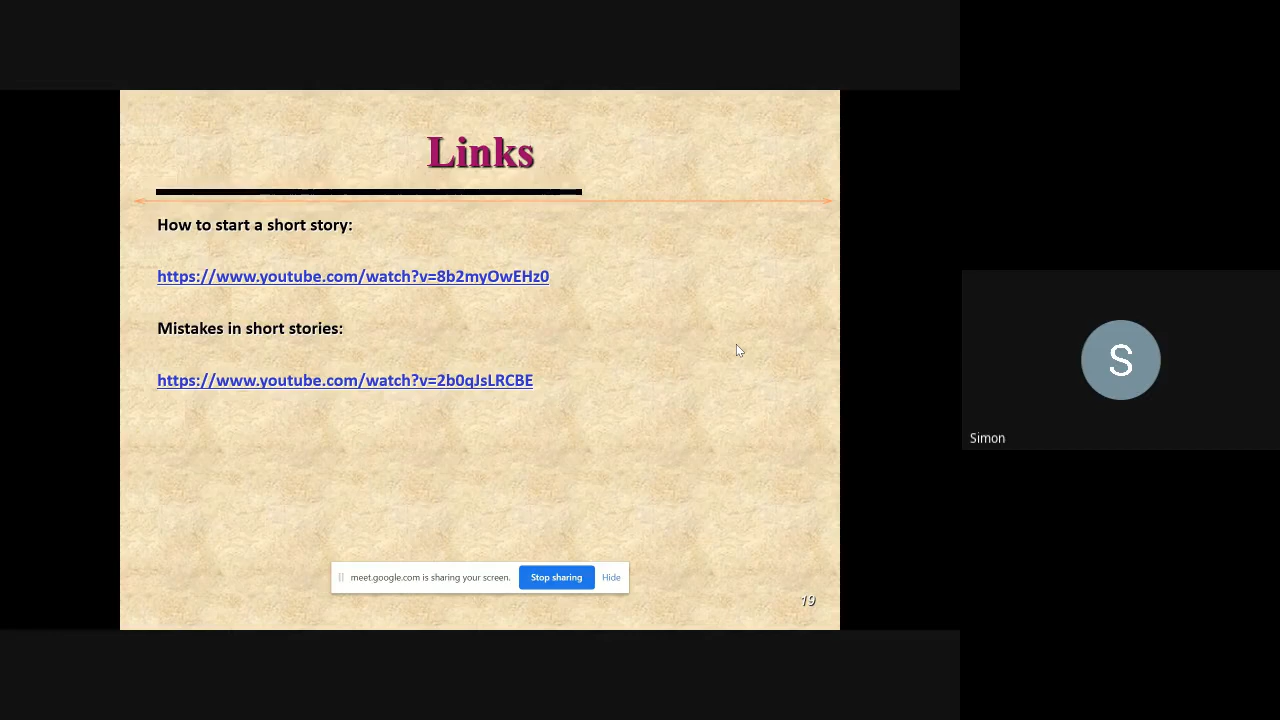 Links
How to start a short story:
https://www.youtube.com/watch?v=8b2myOwEHz0
Mistakes in short stories:
https://www.youtube.com/watch?v=2b0qJsLRCBE
meet.google.com is sharing your screen. Stop sharing Hide
19
S
Simon